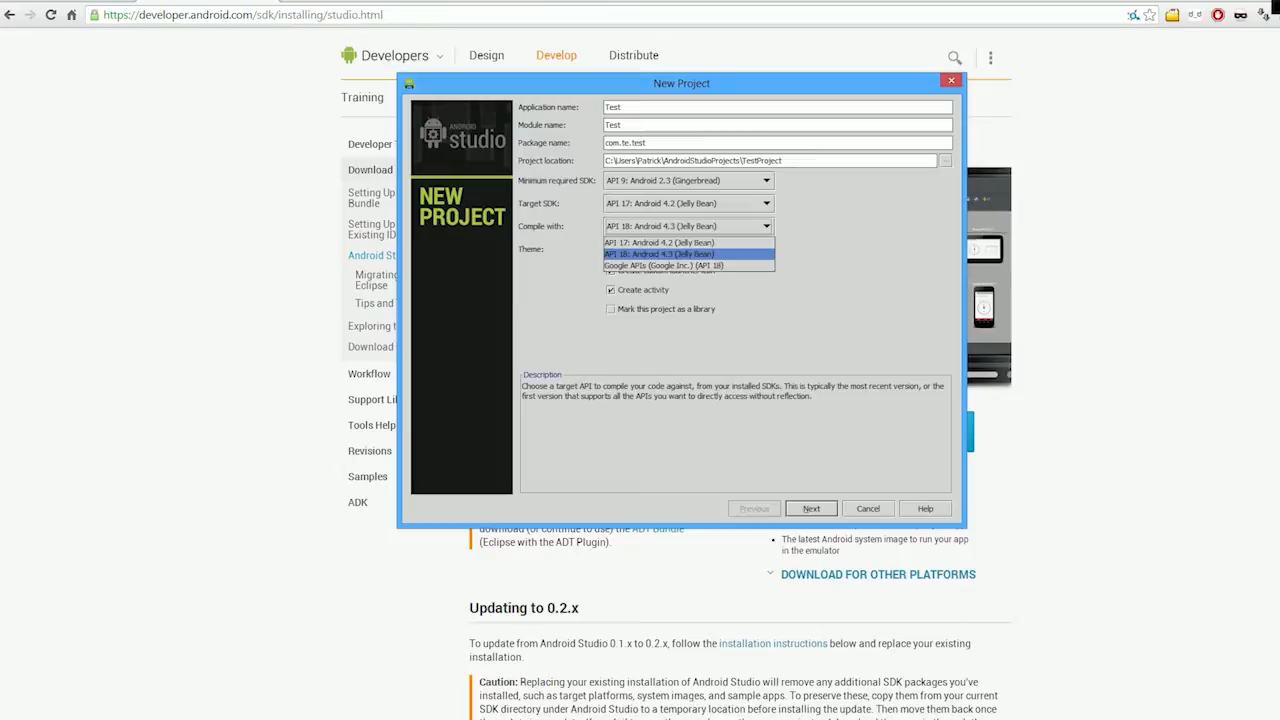 https://developer.android.com/sdk/installing/studio.html
Developers
Design
Develop
Distribute
Training
New Project
ANDROID
studio
NEW
PROJECT
Application name: Test
Module name: Test
Package name: com.te.test
Project location: C:\Users\Patrick\AndroidStudioProjects\TestProject
Minimum required SDK: API 9: Android 2.3 (Gingerbread)
Target SDK: API 17: Android 4.2 (Jelly Bean)
Compile with: API 18: Android 4.3 (Jelly Bean)
API 17: Android 4.2 (Jelly Bean)
Theme: API 18: Android 4.3 (Jelly Bean)
Google APIs (Google Inc.) (API 18)
Create activity
Mark this project as a library
Description
Choose a target API to compile your code against, from your installed SDKs. This is typically the most recent version, or the
first version that supports all the APIs you want to directly access without reflection.
Previous
Next
Cancel
Help
Developer
Download
Setting Up
Bundle
Setting Up
Existing ID
Android St
Migrating
Eclipse
Tips and
Exploring t
Download
Workflow
Support Li
Tools Help
Revisions
Samples
ADK
download (or continue to use) the ADT Bundle
(Eclipse with the ADT Plugin).
The latest Android system image to run your app
in the emulator
DOWNLOAD FOR OTHER PLATFORMS
Updating to 0.2.x
To update from Android Studio 0.1.x to 0.2.x, follow the installation instructions below and replace your existing
installation.
Caution: Replacing your existing installation of Android Studio will remove any additional SDK packages you've
installed, such as target platforms, system images, and sample apps. To preserve these, copy them from your current
SDK directory under Android Studio to a temporary location before installing the update. Then move them back once